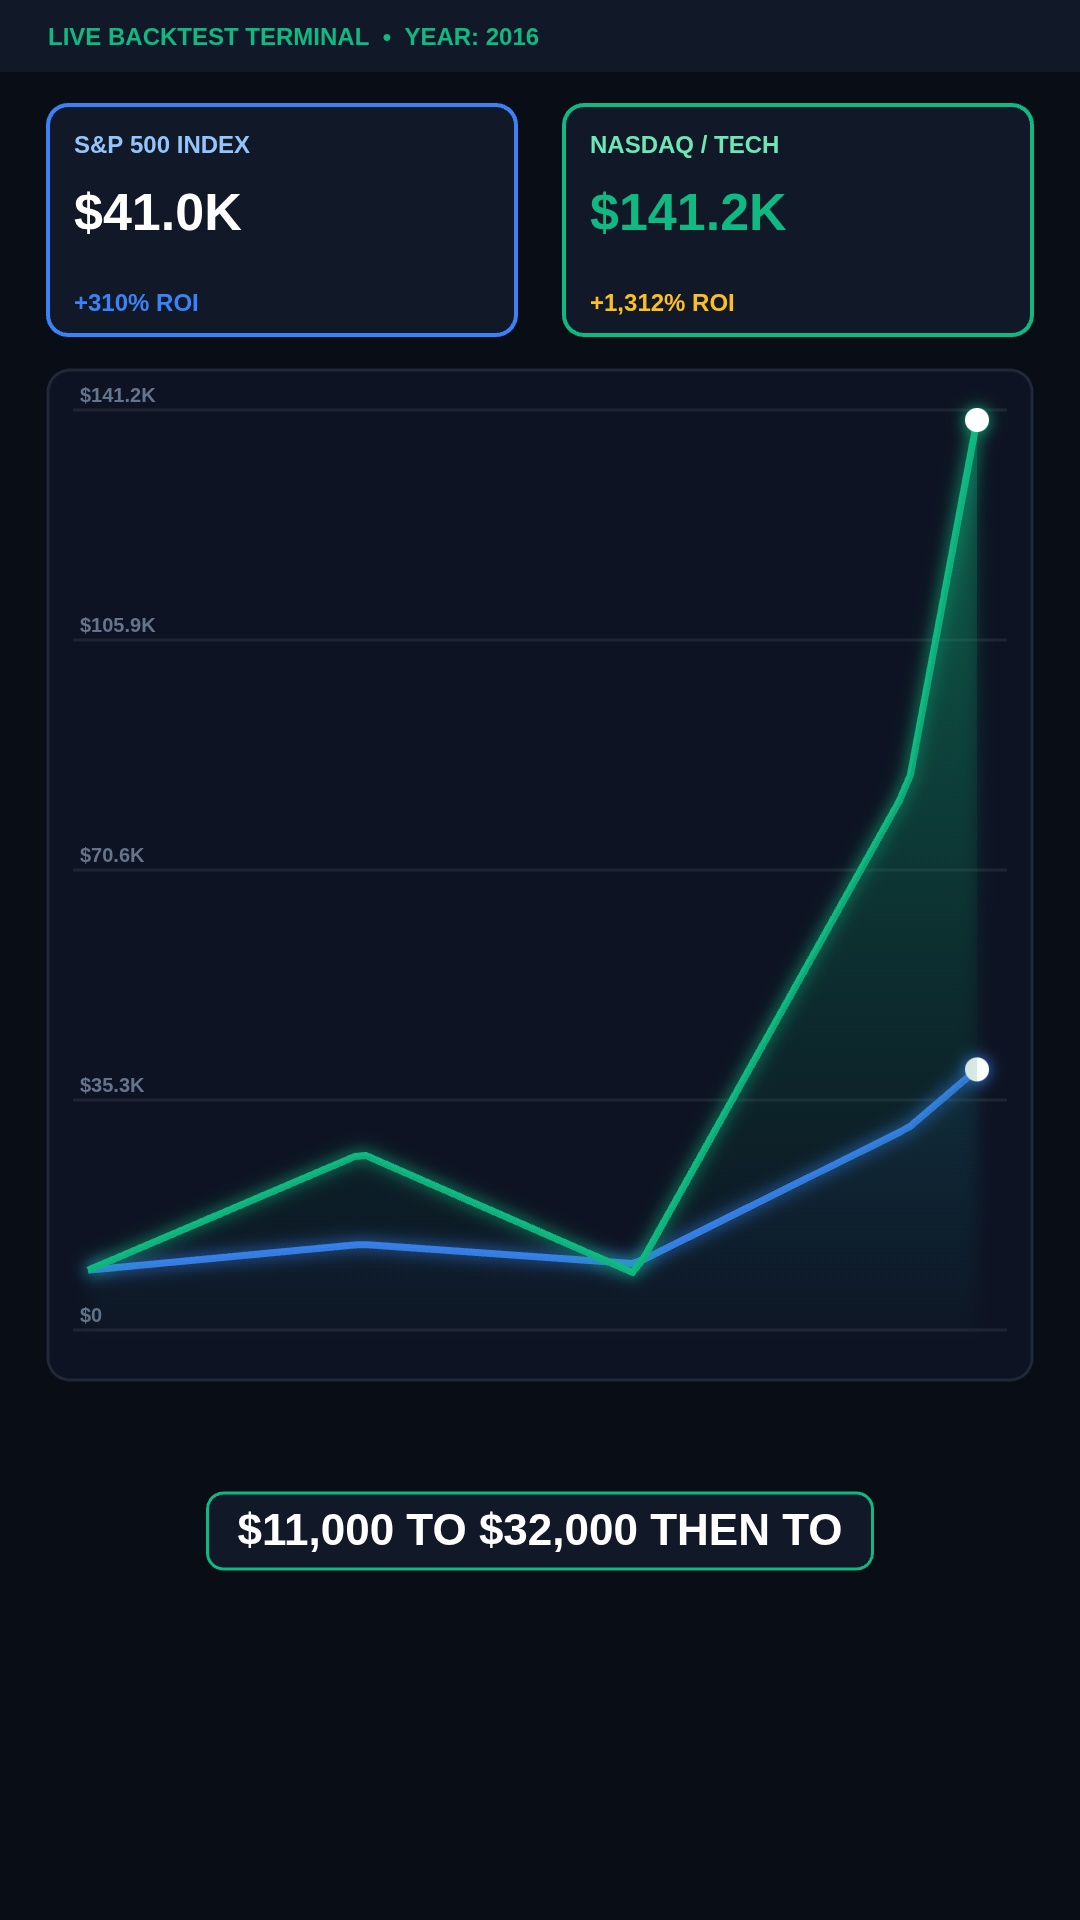 LIVE BACKTEST TERMINAL • YEAR: 2016
S&P 500 INDEX
$41.0K
+310% ROI
NASDAQ / TECH
$141.2K
+1,312% ROI
$141.2K
$105.9K
$70.6K
$35.3K
$0
$11,000 TO $32,000 THEN TO